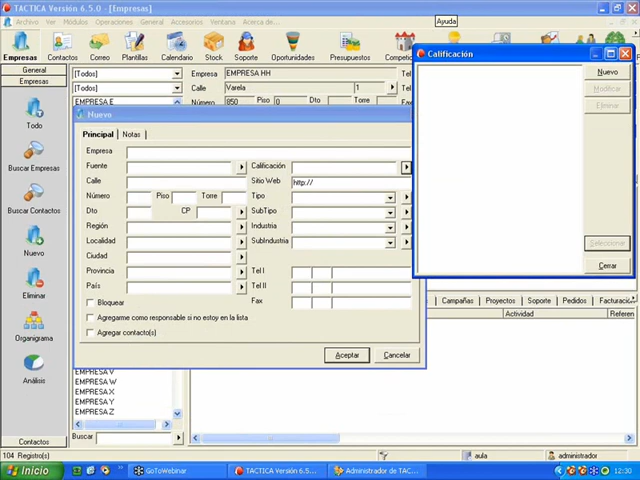 TACTICA Versión 6.5.0 - [Empresas]
Archivo Ver Módulos Operaciones General Accesorios Ventana Acerca de...
Ayuda
Empresas Contactos Correo Plantillas Calendario Stock Soporte Oportunidades Presupuestos
General
Empresas
Todo
Buscar Empresas
Buscar Contactos
Nuevo
Eliminar
Organigrama
Análisis
Contactos
[Todos]
[Todos]
EMPRESA E
Empresa EMPRESA HH Tel
Calle Varela 1 Tel
Número 850 Piso 0 Dto Torre Fax
Nuevo
Principal Notas
Empresa
Fuente Calificación
Calle Sitio Web http://
Número Piso Torre Tipo
Dto CP SubTipo
Región Industria
Localidad SubIndustria
Ciudad
Provincia Tel I
País Tel II
Bloquear Fax
Agregarme como responsable si no estoy en la lista
Agregar contacto(s)
Aceptar Cancelar
Calificación
Nuevo
Modificar
Eliminar
Seleccionar
Cerrar
Campañas Proyectos Soporte Pedidos Facturación
Actividad Referen
EMPRESA V
EMPRESA W
EMPRESA X
EMPRESA Y
EMPRESA Z
Buscar
104 Registro(s) aula administrador
Inicio GoToWebinar TACTICA Versión 6.5... Administrador de TAC... 12:30